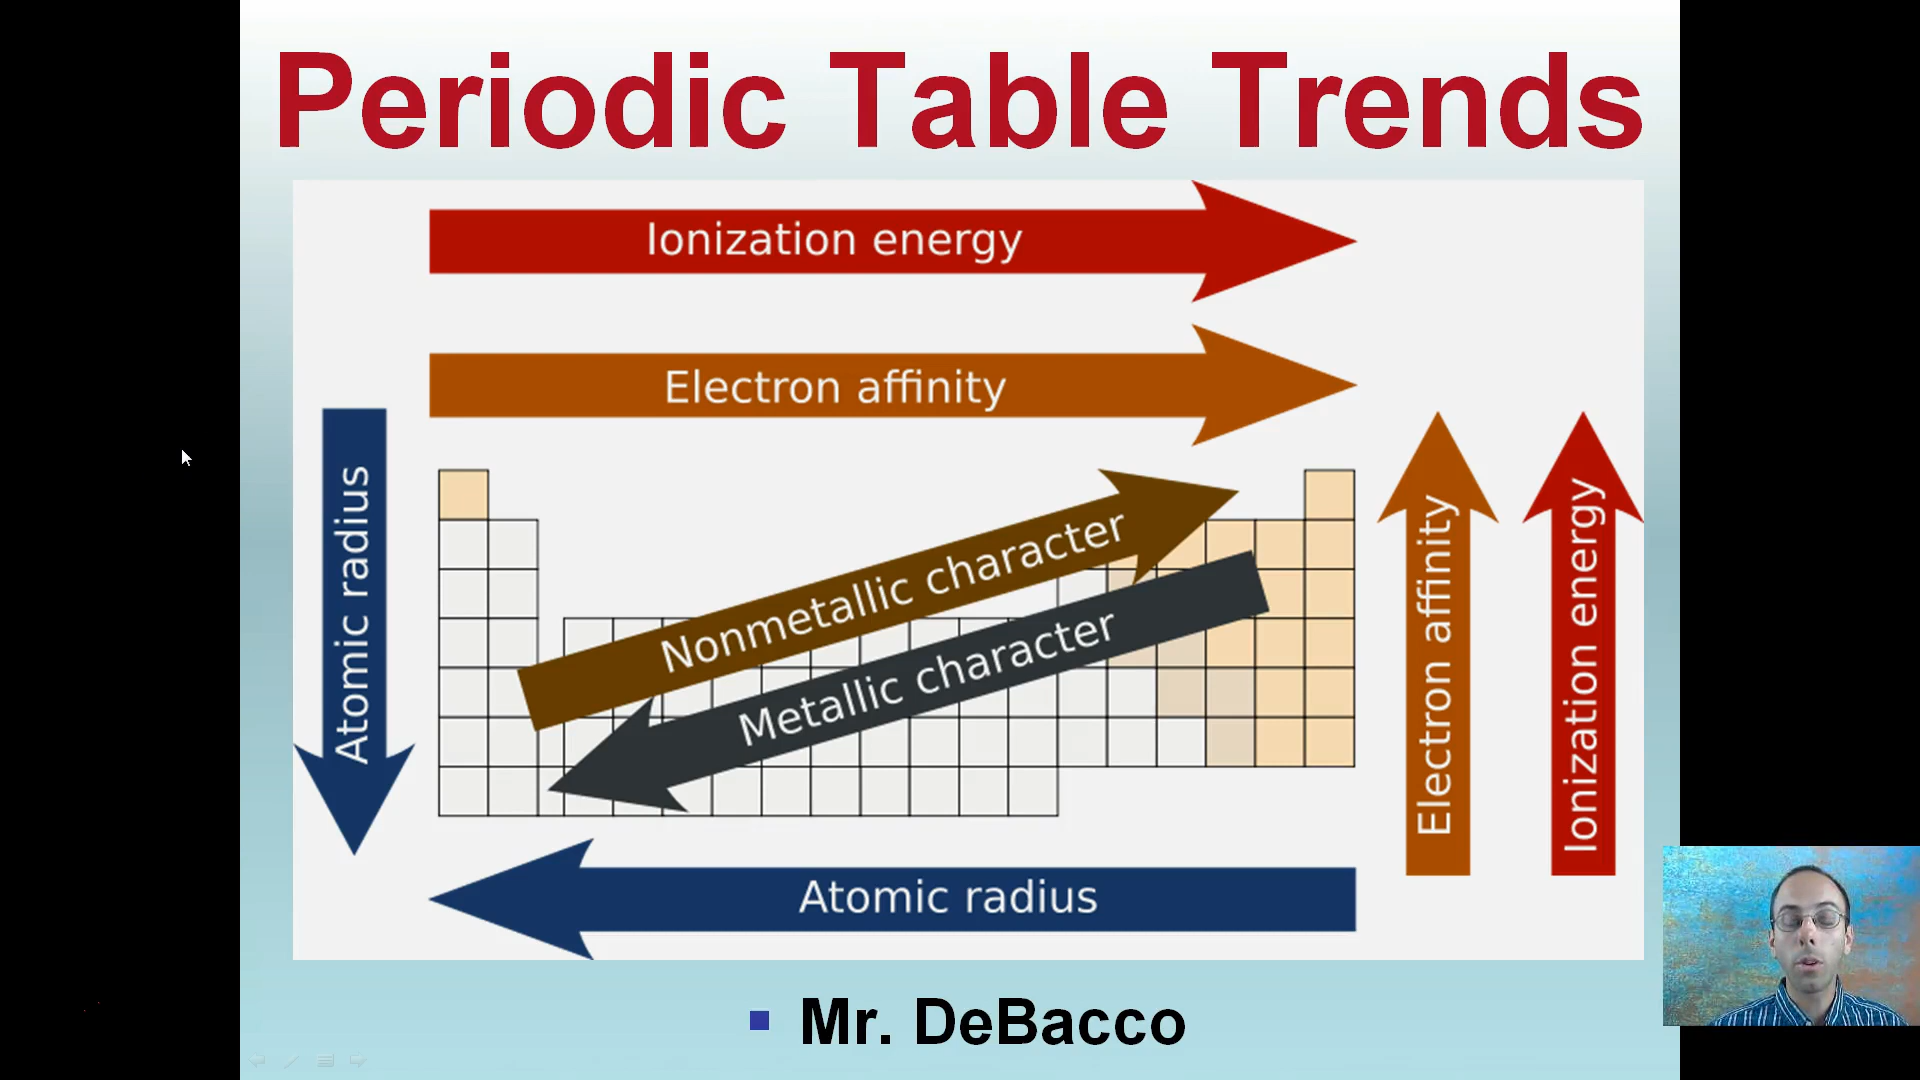 Periodic Table Trends
Ionization energy
Electron affinity
Atomic radius
Nonmetallic character
Metallic character
Electron affinity
Ionization energy
Atomic radius
Mr. DeBacco